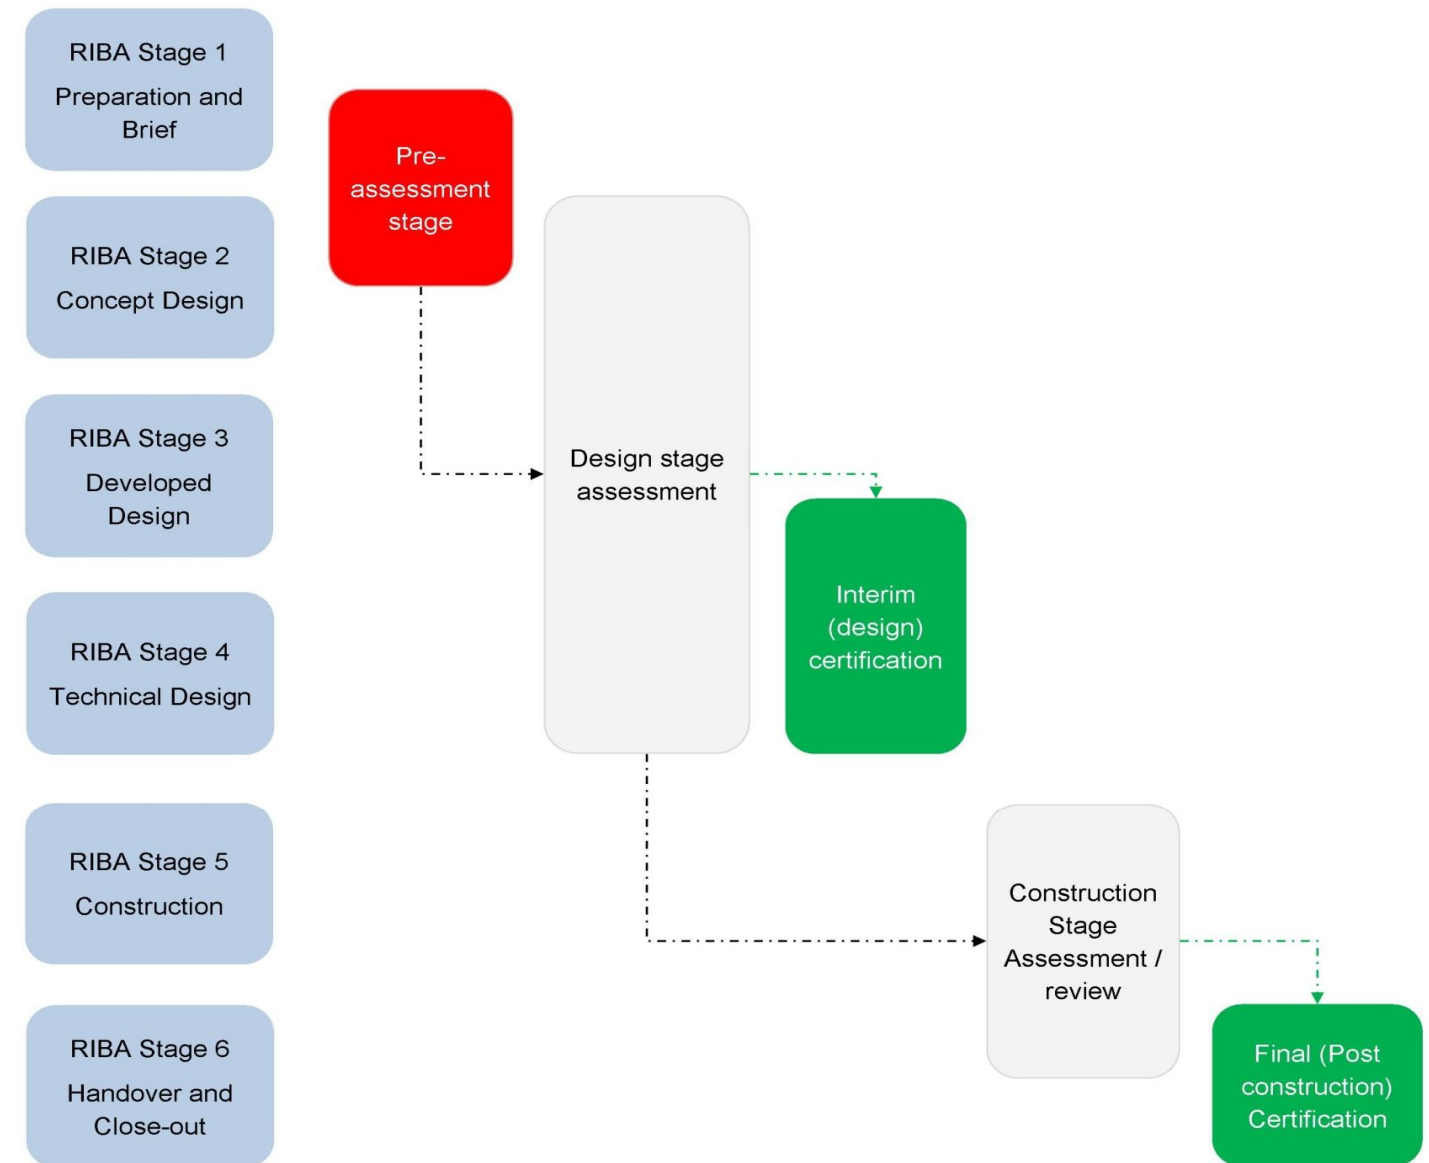 RIBA Stage 1
Preparation and
Brief
RIBA Stage 2
Concept Design
RIBA Stage 3
Developed
Design
RIBA Stage 4
Technical Design
RIBA Stage 5
Construction
RIBA Stage 6
Handover and
Close-out
Pre-
assessment
stage
Design stage
assessment
Interim
(design)
certification
Construction
Stage
Assessment /
review
Final (Post
construction)
Certification